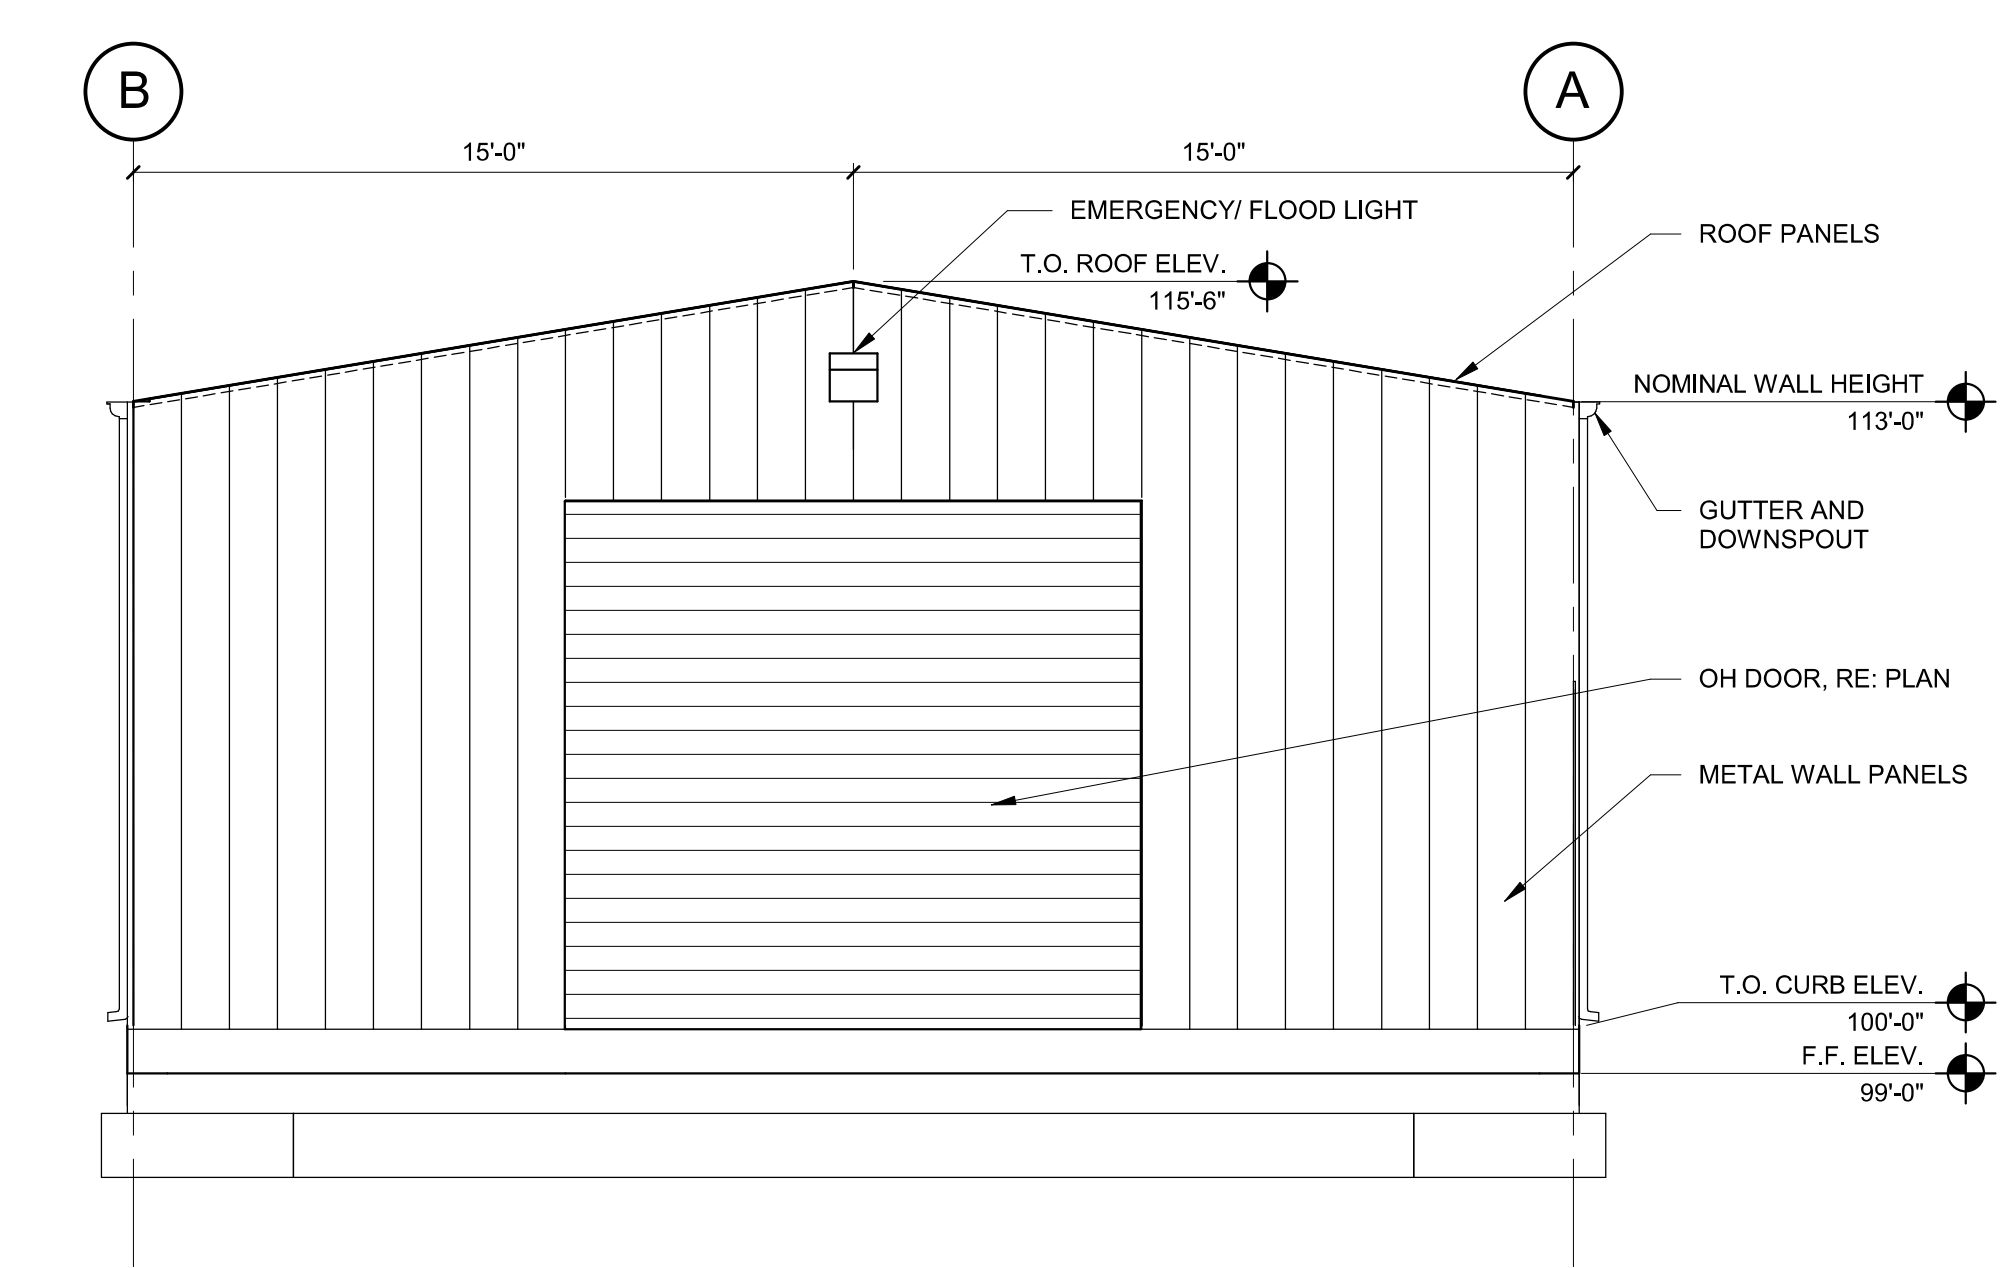 B
A
15'-0"
15'-0"
EMERGENCY/ FLOOD LIGHT
ROOF PANELS
T.O. ROOF ELEV.
115'-6"
NOMINAL WALL HEIGHT
113'-0"
GUTTER AND
DOWNSPOUT
OH DOOR, RE: PLAN
METAL WALL PANELS
T.O. CURB ELEV.
100'-0"
F.F. ELEV.
99'-0"